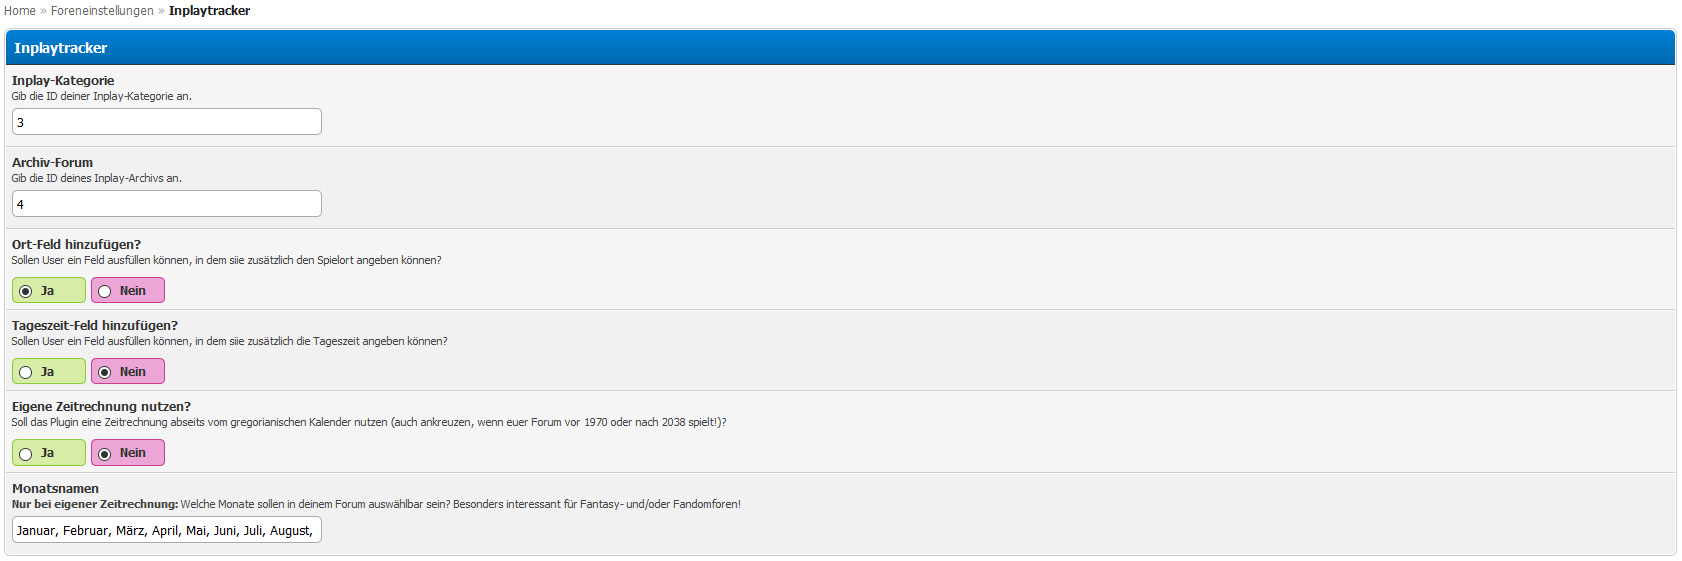 Home » Foreneinstellungen » Inplaytracker
Inplaytracker
Inplay-Kategorie
Gib die ID deiner Inplay-Kategorie an.
3
Archiv-Forum
Gib die ID deines Inplay-Archivs an.
4
Ort-Feld hinzufügen?
Sollen User ein Feld ausfüllen können, in dem siie zusätzlich den Spielort angeben können?
Ja Nein
Tageszeit-Feld hinzufügen?
Sollen User ein Feld ausfüllen können, in dem siie zusätzlich die Tageszeit angeben können?
Ja Nein
Eigene Zeitrechnung nutzen?
Soll das Plugin eine Zeitrechnung abseits vom gregorianischen Kalender nutzen (auch ankreuzen, wenn euer Forum vor 1970 oder nach 2038 spielt!)?
Ja Nein
Monatsnamen
Nur bei eigener Zeitrechnung: Welche Monate sollen in deinem Forum auswählbar sein? Besonders interessant für Fantasy- und/oder Fandomforen!
Januar, Februar, März, April, Mai, Juni, Juli, August,